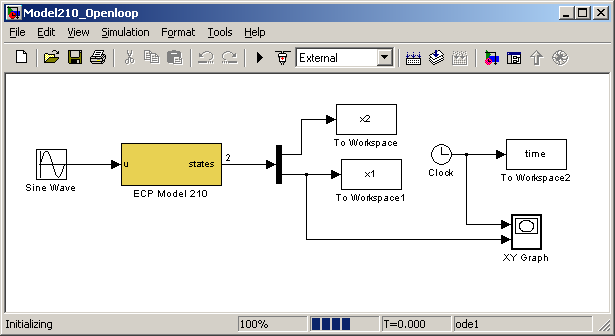 Model210_Openloop
File Edit View Simulation Format Tools Help
External
x2
To Workspace
u states 2
ECP Model 210
Sine Wave
x1
To Workspace1
Clock
time
To Workspace2
XY Graph
Initializing 100% T=0.000 ode1